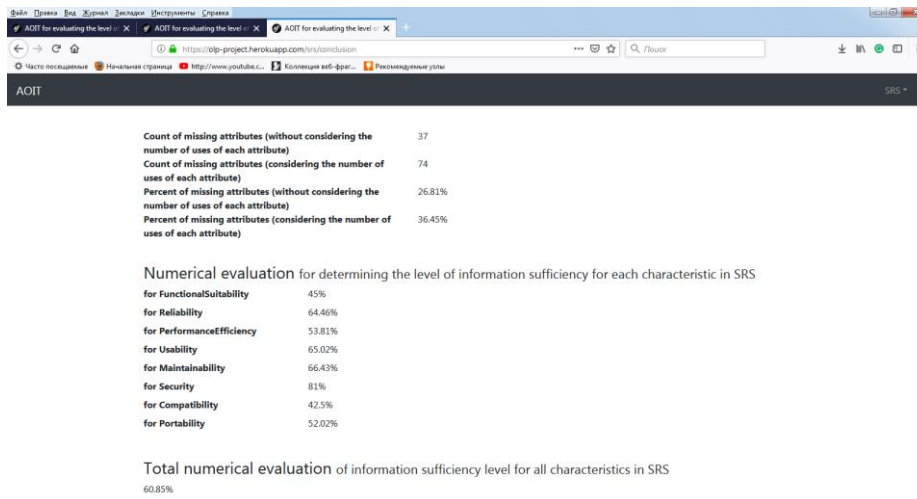 Файл Правка Вид Журнал Закладки Инструменты Справка
AOIT for evaluating the level of AOIT for evaluating the level of AOIT for evaluating the level of
https://olp-project.herokuapp.com/srs/conclusion Поиск
Часто посещаемые Начальная страница http://www.youtube.c... Коллекция веб-фраг... Рекомендуемые узлы
AOIT SRS
Count of missing attributes (without considering the 37
number of uses of each attribute)
Count of missing attributes (considering the number of 74
uses of each attribute)
Percent of missing attributes (without considering the 26.81%
number of uses of each attribute)
Percent of missing attributes (considering the number of 36.45%
uses of each attribute)
Numerical evaluation for determining the level of information sufficiency for each characteristic in SRS
for FunctionalSuitability 45%
for Reliability 64.46%
for PerformanceEfficiency 53.81%
for Usability 65.02%
for Maintainability 66.43%
for Security 81%
for Compatibility 42.5%
for Portability 52.02%
Total numerical evaluation of information sufficiency level for all characteristics in SRS
60.85%